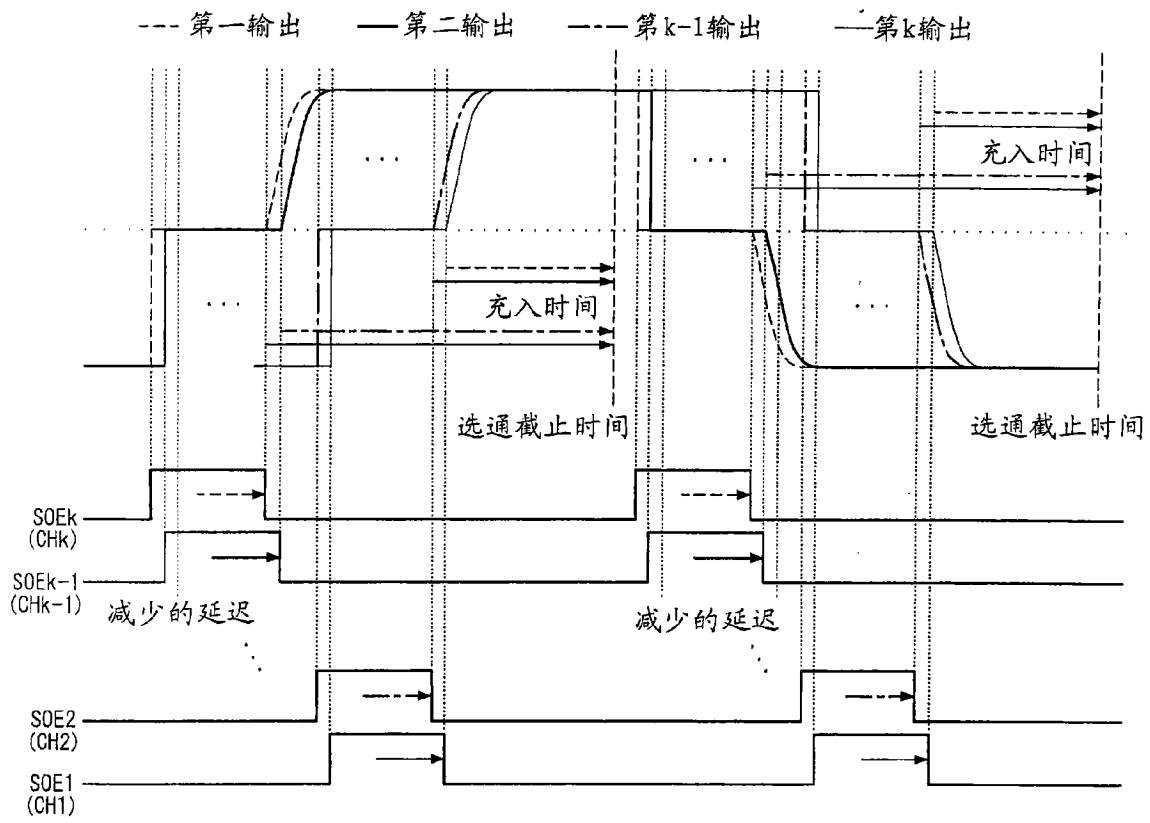 第一输出 第二输出 第k-1输出 第k输出
充入时间
充入时间
选通截止时间 选通截止时间
SOEk
(CHk)
SOEk-1
(CHk-1)
减少的延迟 减少的延迟
SOE2
(CH2)
SOE1
(CH1)